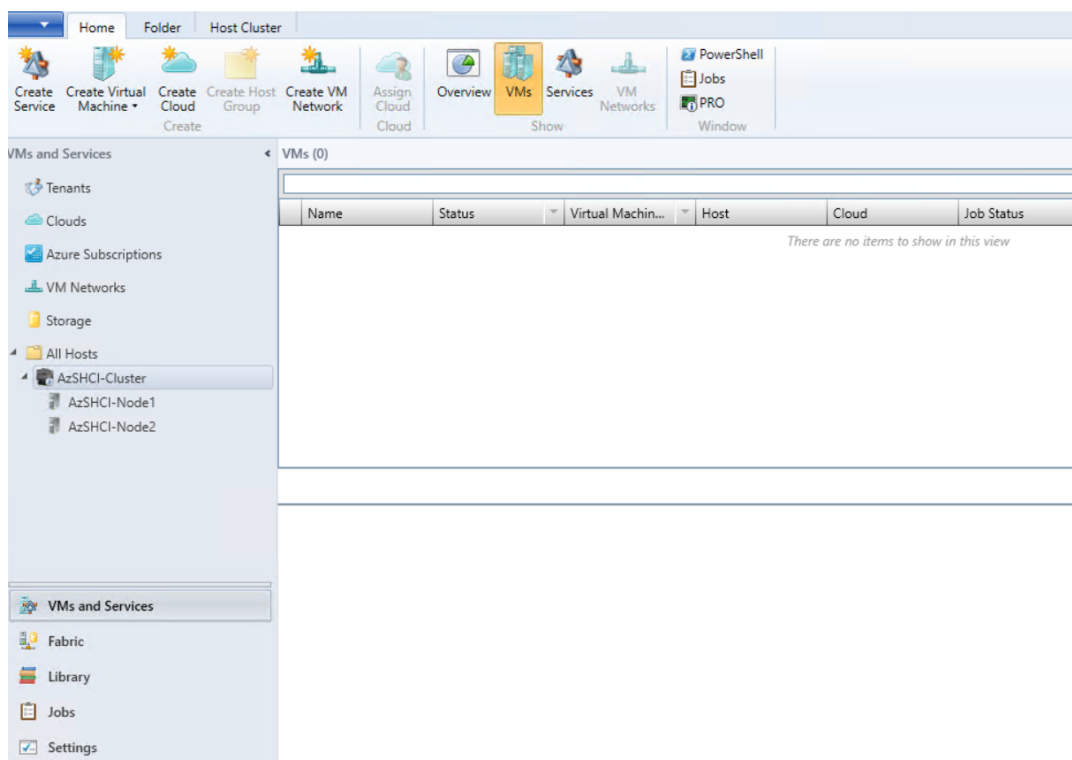 Home Folder Host Cluster
Create Service
Create Virtual Machine
Create Cloud
Create Host Group
Create VM Network
Create
Assign Cloud
Cloud
Overview
VMs
Services
VM Networks
Show
PowerShell
Jobs
PRO
Window
VMs and Services
VMs (0)
Tenants
Clouds
Azure Subscriptions
VM Networks
Storage
All Hosts
AzSHCI-Cluster
AzSHCI-Node1
AzSHCI-Node2
Name Status Virtual Machin... Host Cloud Job Status
There are no items to show in this view
VMs and Services
Fabric
Library
Jobs
Settings